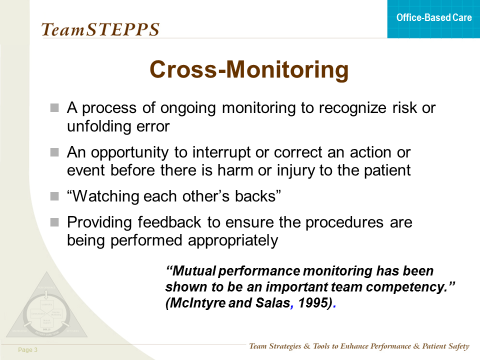 Office-Based Care
TeamSTEPPS
Cross-Monitoring
A process of ongoing monitoring to recognize risk or
unfolding error
An opportunity to interrupt or correct an action or
event before there is harm or injury to the patient
“Watching each other’s backs”
Providing feedback to ensure the procedures are
being performed appropriately
“Mutual performance monitoring has been
shown to be an important team competency.”
(McIntyre and Salas, 1995).
Page 3
Team Strategies & Tools to Enhance Performance & Patient Safety